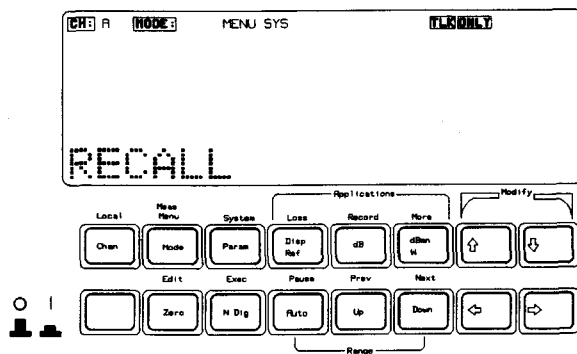 CH: A MODE: MENU SYS TLK ONLY
RECALL
Applications
Modify
Local Meas Menu System Loss Record More
Chan Mode Param Disp Ref dB dBm W
Edit Exec Pause Prev Next
Zero N Dig Auto Up Down
O I
Range